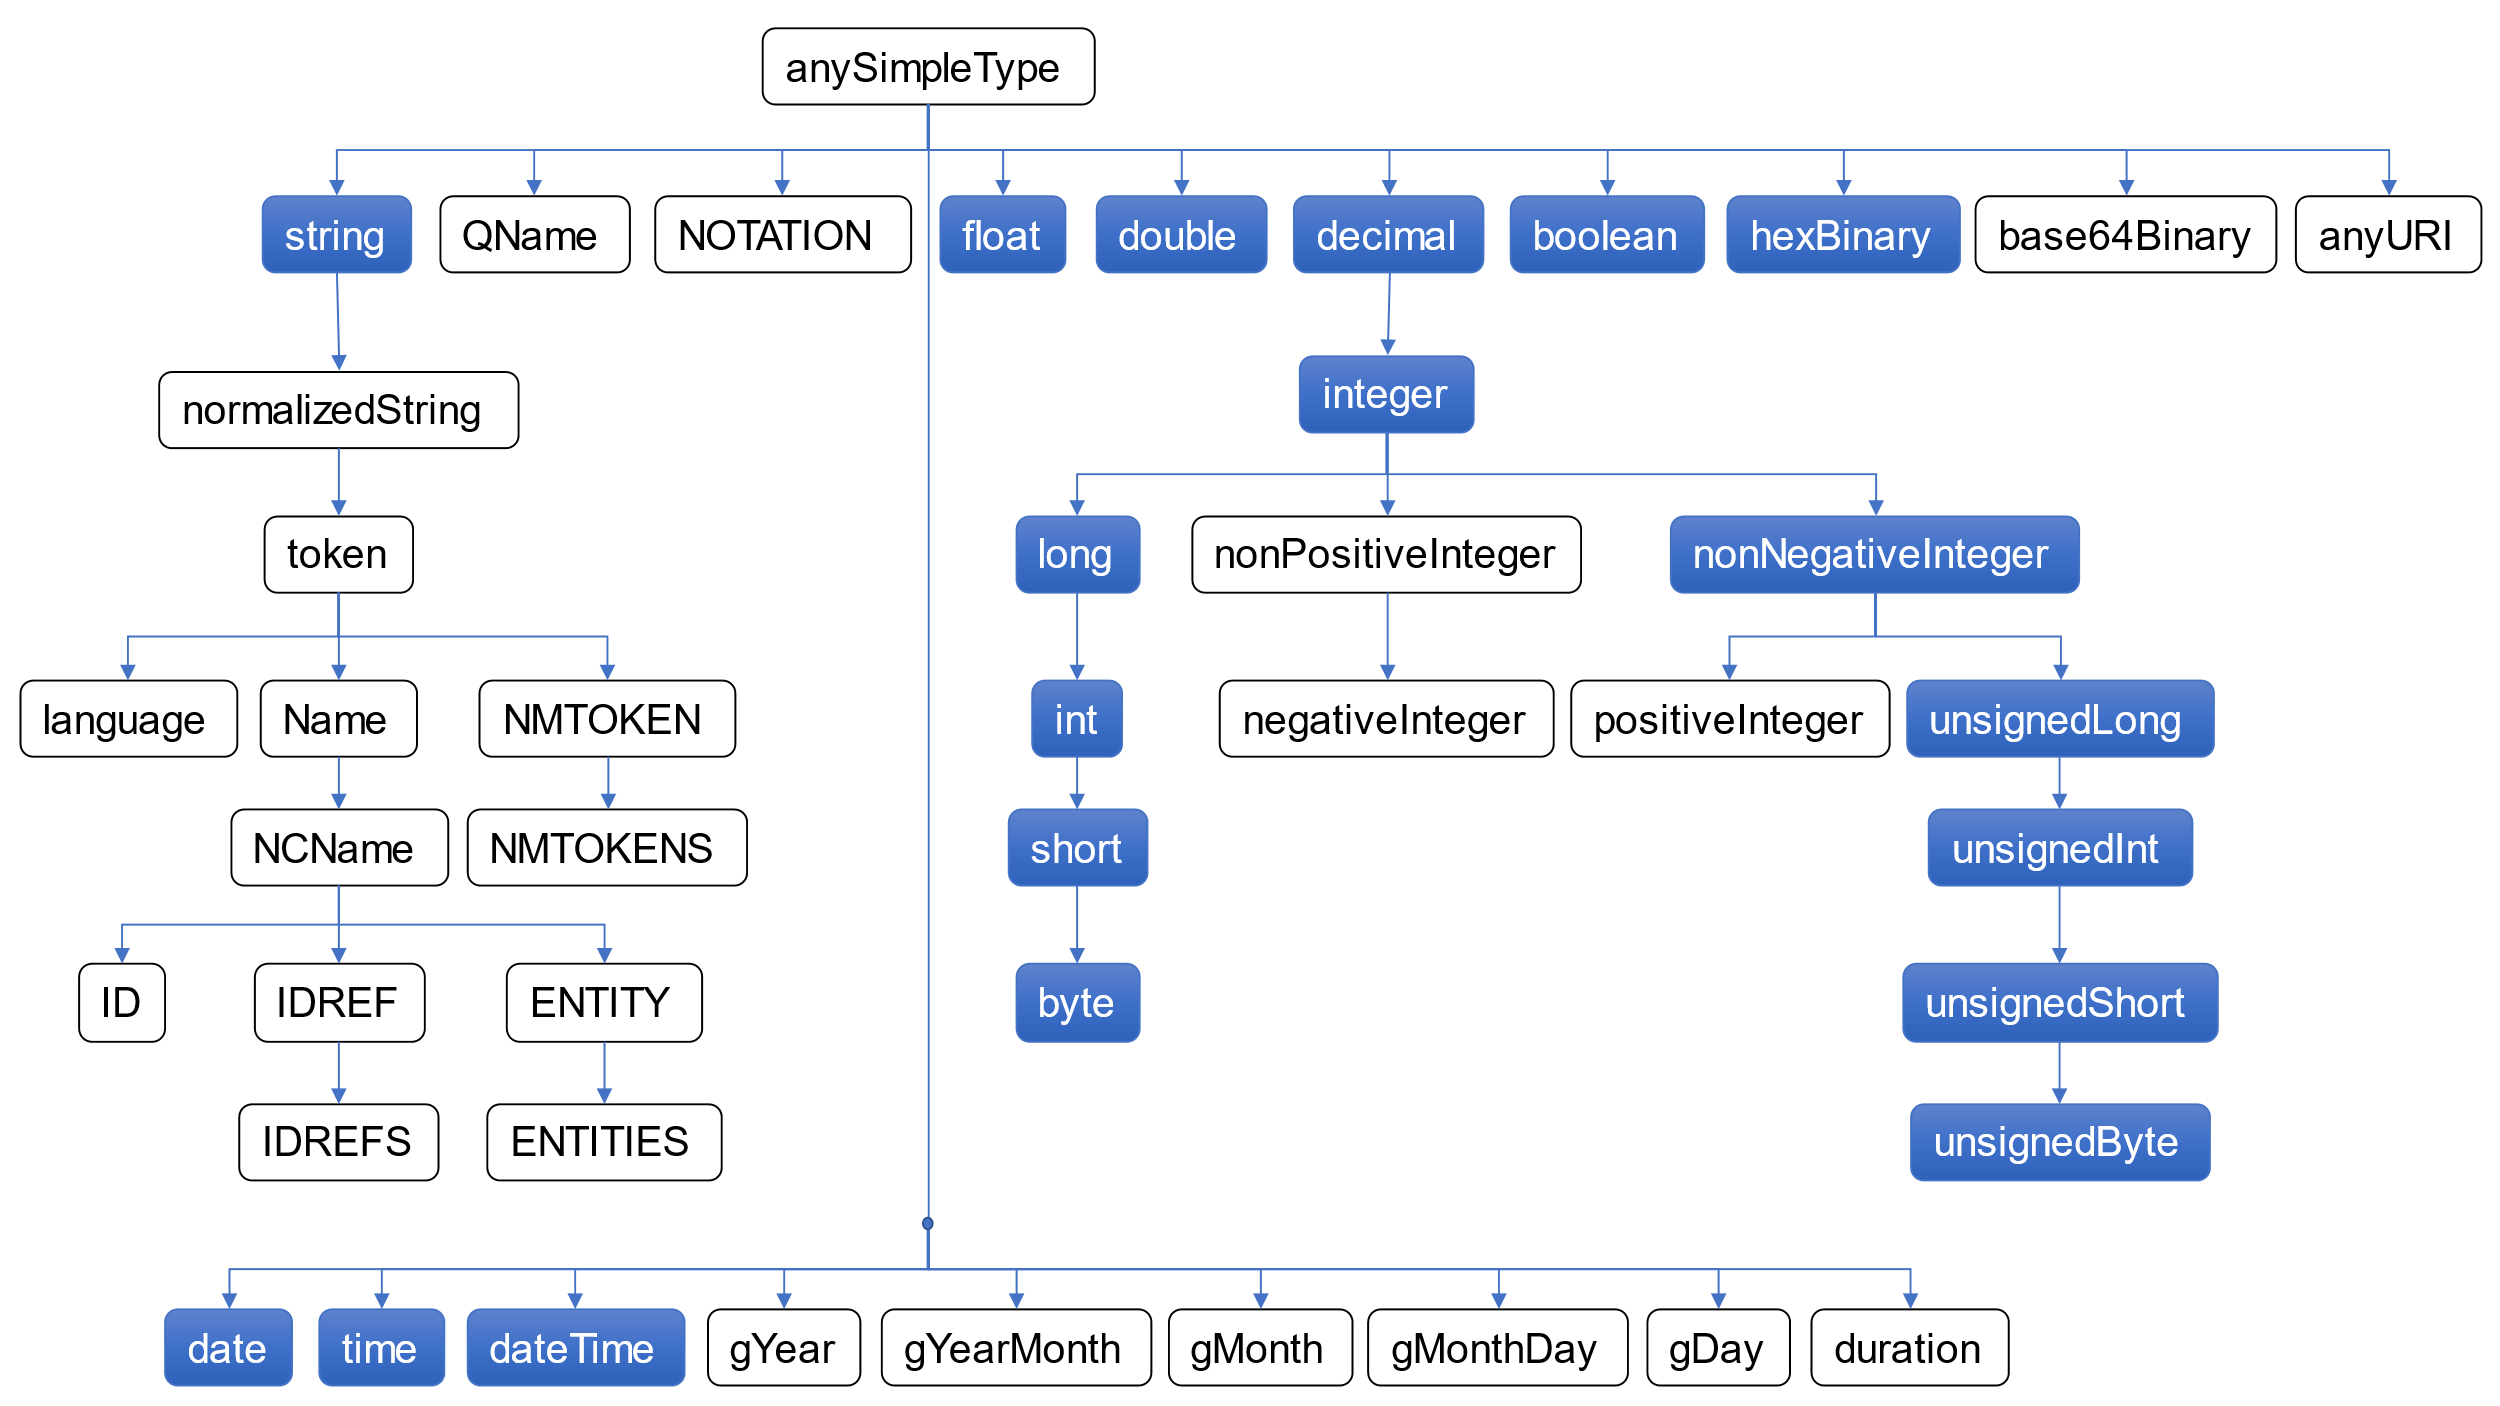 anySimpleType
string
QName
NOTATION
float
double
decimal
boolean
hexBinary
base64Binary
anyURI
normalizedString
integer
token
long
nonPositiveInteger
nonNegativeInteger
language
Name
NMTOKEN
int
negativeInteger
positiveInteger
unsignedLong
NCName
NMTOKENS
short
unsignedInt
ID
IDREF
ENTITY
byte
unsignedShort
IDREFS
ENTITIES
unsignedByte
date
time
dateTime
gYear
gYearMonth
gMonth
gMonthDay
gDay
duration